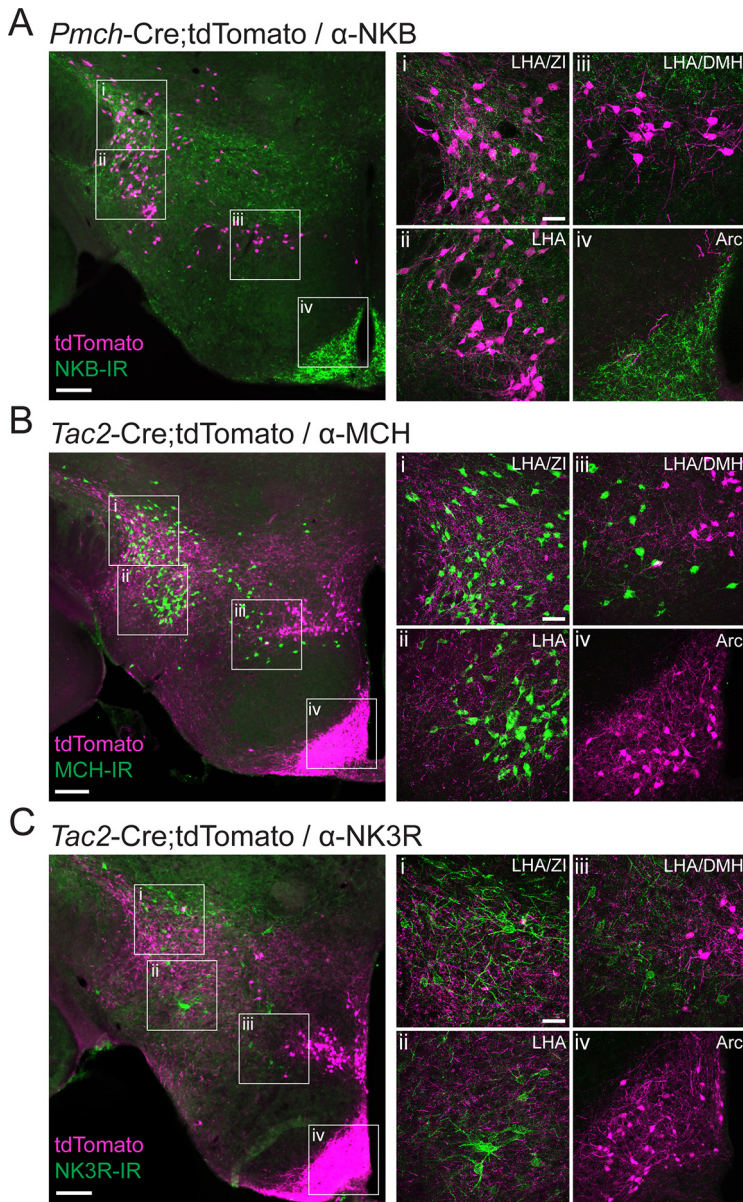 A
Pmch-Cre;tdTomato / α-NKB
i
ii
iii
iv
tdTomato
NKB-IR
i
LHA/ZI
iii
LHA/DMH
ii
LHA
iv
Arc
B
Tac2-Cre;tdTomato / α-MCH
i
ii
iii
iv
tdTomato
MCH-IR
i
LHA/ZI
iii
LHA/DMH
ii
LHA
iv
Arc
C
Tac2-Cre;tdTomato / α-NK3R
i
ii
iii
iv
tdTomato
NK3R-IR
i
LHA/ZI
iii
LHA/DMH
ii
LHA
iv
Arc